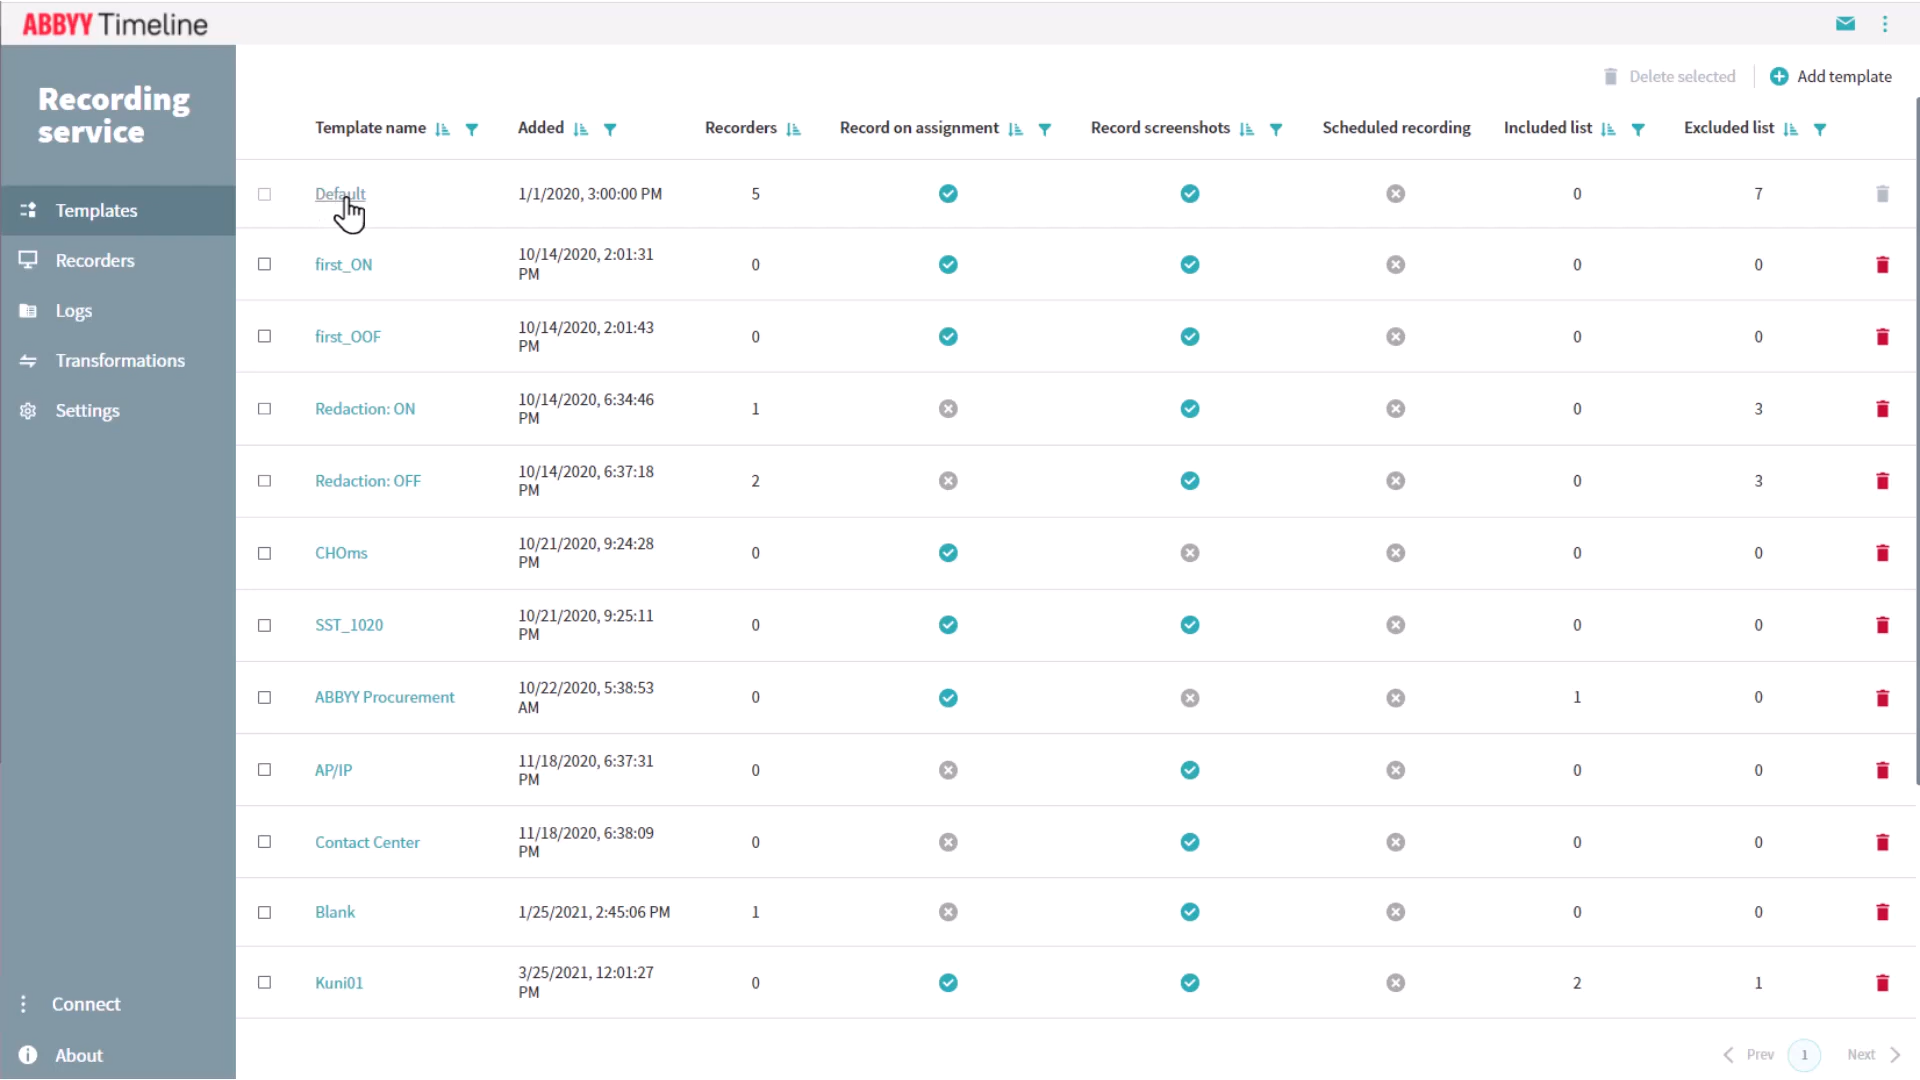 ABBYY Timeline
Recording
service
Templates
Recorders
Logs
Transformations
Settings
Connect
About
Delete selected
Add template
Template name Added Recorders Record on assignment Record screenshots Scheduled recording Included list Excluded list
Default 1/1/2020, 3:00:00 PM 5 0 7
first_ON 10/14/2020, 2:01:31 PM 0 0 0
first_OOF 10/14/2020, 2:01:43 PM 0 0 0
Redaction: ON 10/14/2020, 6:34:46 PM 1 0 3
Redaction: OFF 10/14/2020, 6:37:18 PM 2 0 3
CHOms 10/21/2020, 9:24:28 PM 0 0 0
SST_1020 10/21/2020, 9:25:11 PM 0 0 0
ABBYY Procurement 10/22/2020, 5:38:53 AM 0 1 0
AP/IP 11/18/2020, 6:37:31 PM 0 0 0
Contact Center 11/18/2020, 6:38:09 PM 0 0 0
Blank 1/25/2021, 2:45:06 PM 1 0 0
Kuni01 3/25/2021, 12:01:27 PM 0 2 1
Prev 1 Next